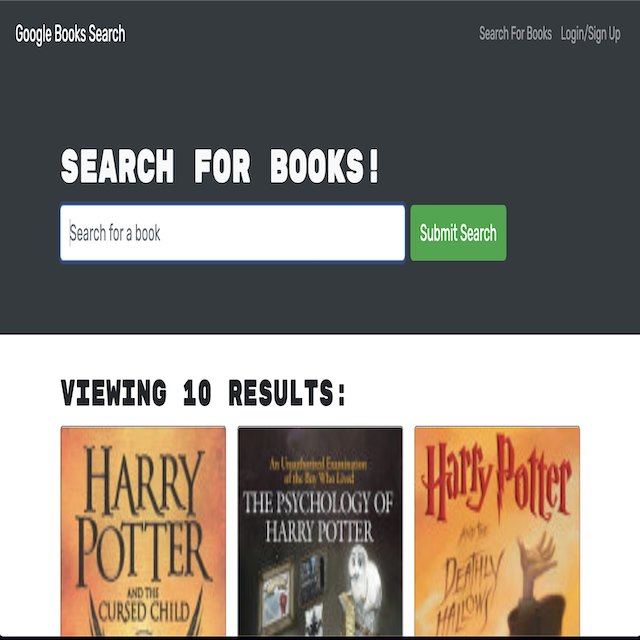 Google Books Search
Search For Books Login/Sign Up
SEARCH FOR BOOKS!
Search for a book
Submit Search
VIEWING 10 RESULTS:
HARRY
POTTER
AND THE
CURSED CHILD
An Unauthorized Examination
of the Boy Who Lived
THE PSYCHOLOGY OF
HARRY POTTER
Harry Potter
AND THE
DEATHLY
HALLOWS